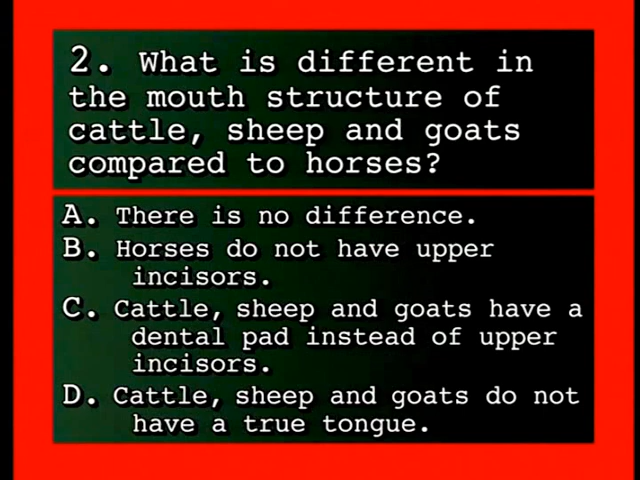 2. What is different in
the mouth structure of
cattle, sheep and goats
compared to horses?
A. There is no difference.
B. Horses do not have upper
incisors.
C. Cattle, sheep and goats have a
dental pad instead of upper
incisors.
D. Cattle, sheep and goats do not
have a true tongue.